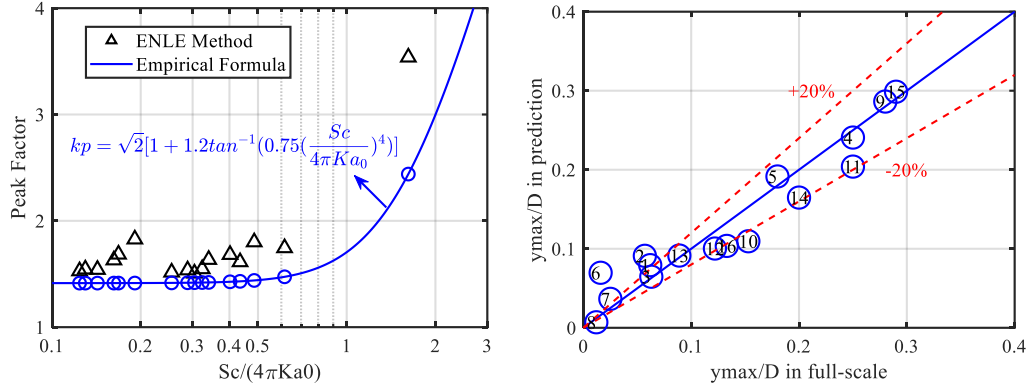 4
ENLE Method
Empirical Formula
3
kp = √2[1 + 1.2tan⁻¹(0.75(Sc/4πKa₀)⁴)]
2
1
Peak Factor
0.1 0.2 0.3 0.4 0.5 1 2 3
Sc/(4πKa0)
0.4
0.3
0.2
0.1
0
ymax/D in prediction
+20%
-20%
15
9
4
11
5
14
10
16
12
13
2
1
6
7
8
0 0.1 0.2 0.3 0.4
ymax/D in full-scale